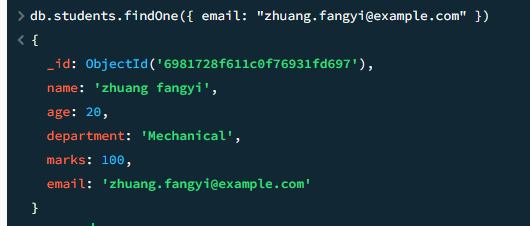 > db.students.findOne({ email: "zhuang.fangyi@example.com" })
< {
_id: ObjectId('6981728f611c0f76931fd697'),
name: 'zhuang fangyi',
age: 20,
department: 'Mechanical',
marks: 100,
email: 'zhuang.fangyi@example.com'
}